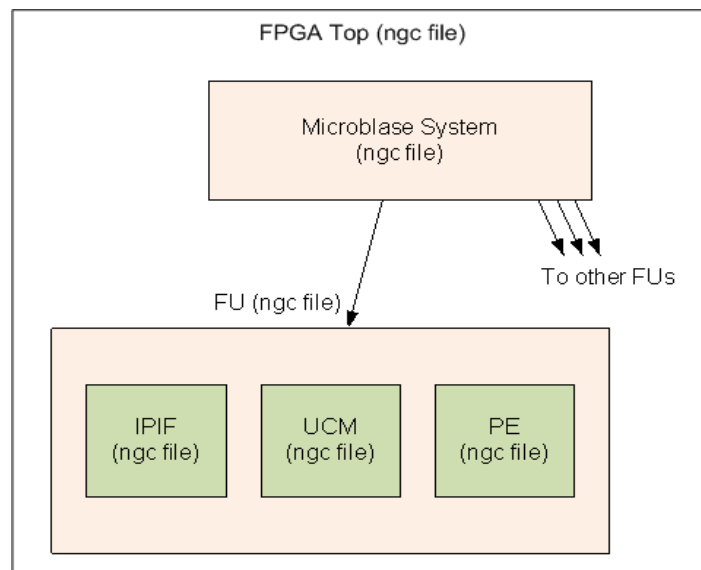 FPGA Top (ngc file)
Microblase System
(ngc file)
To other FUs
FU (ngc file)
IPIF
(ngc file)
UCM
(ngc file)
PE
(ngc file)